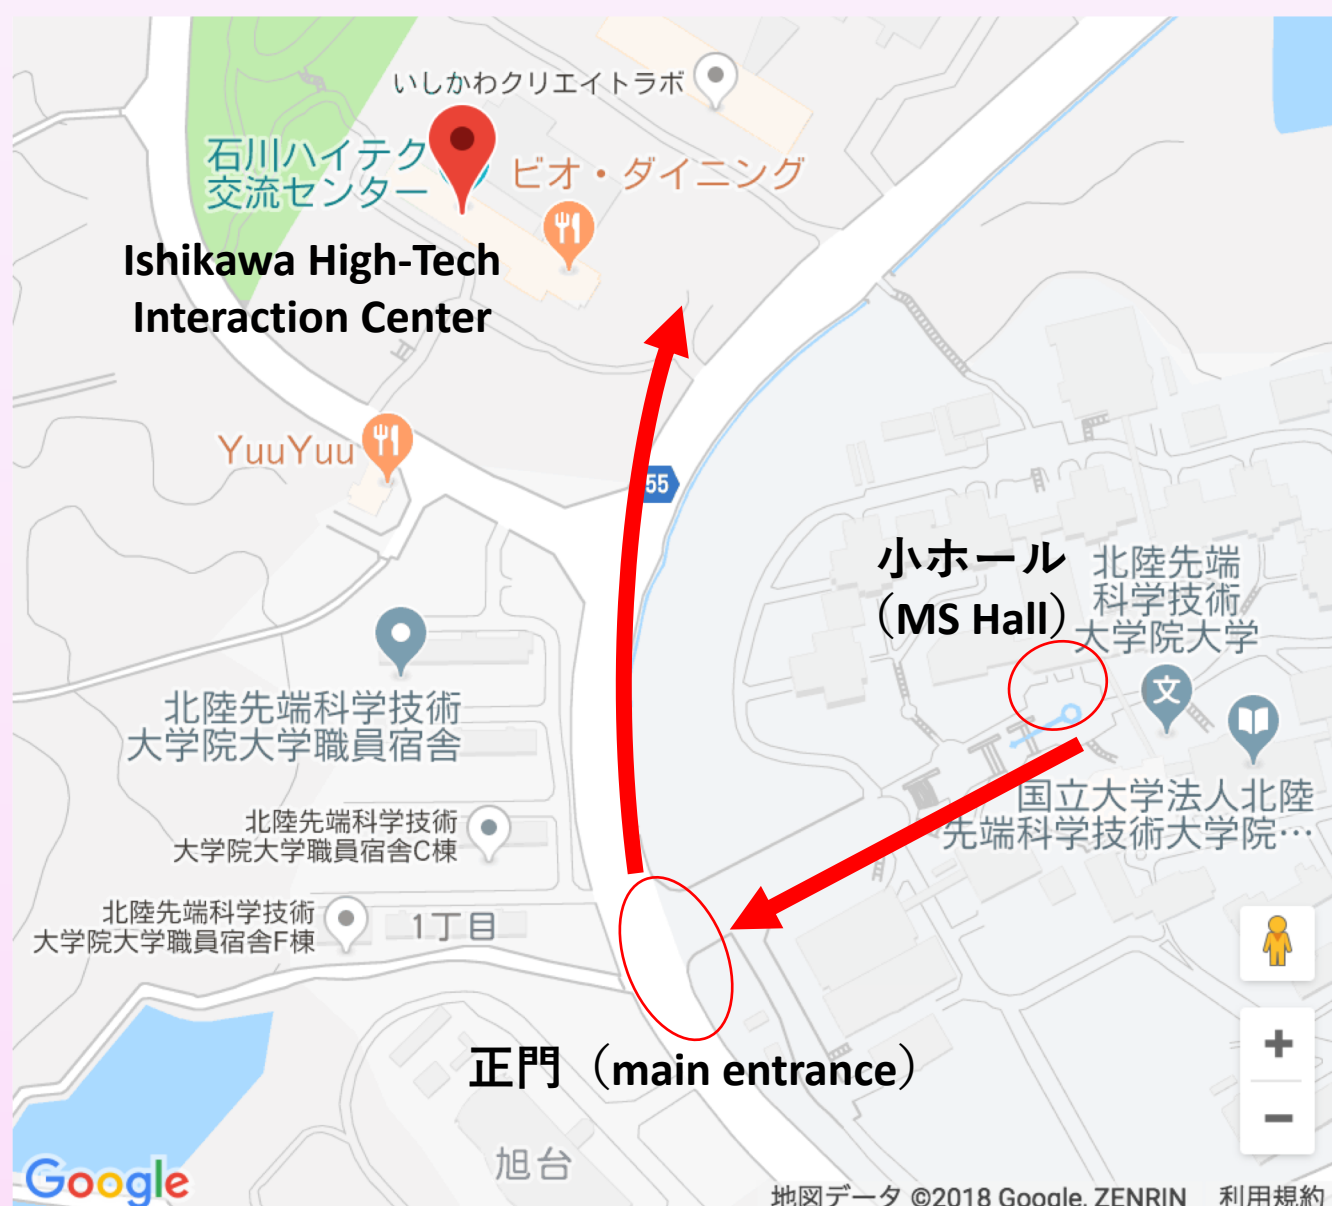 いしかわクリエイトラボ
石川ハイテク
交流センター
ビオ・ダイニング
Ishikawa High-Tech
Interaction Center
YuuYuu
55
小ホール
（MS Hall）
北陸先端
科学技術
大学院大学
北陸先端科学技術
大学院大学職員宿舎
国立大学法人北陸
先端科学技術大学院…
北陸先端科学技術
大学院大学職員宿舎C棟
北陸先端科学技術
大学院大学職員宿舎F棟
1丁目
正門（main entrance）
旭台
文
Google
地図データ ©2018 Google, ZENRIN 利用規約